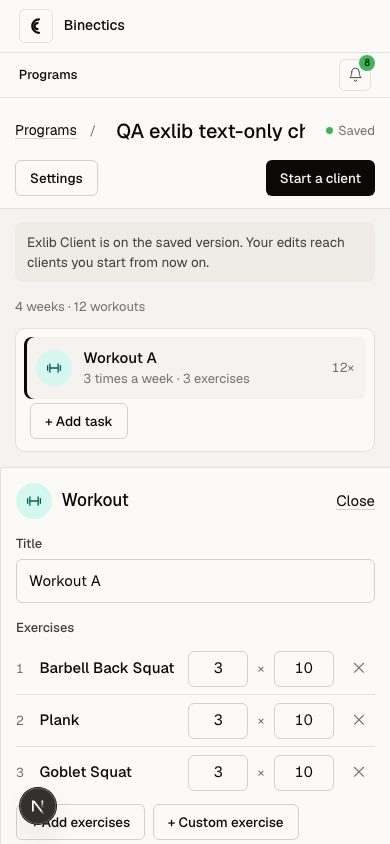 Binectics
Programs
8
Programs / QA exlib text-only ch
Saved
Settings
Start a client
Exlib Client is on the saved version. Your edits reach
clients you start from now on.
4 weeks · 12 workouts
Workout A
3 times a week · 3 exercises
12×
+ Add task
Workout
Close
Title
Workout A
Exercises
1 Barbell Back Squat 3 × 10 ×
2 Plank 3 × 10 ×
3 Goblet Squat 3 × 10 ×
N
Add exercises
+ Custom exercise